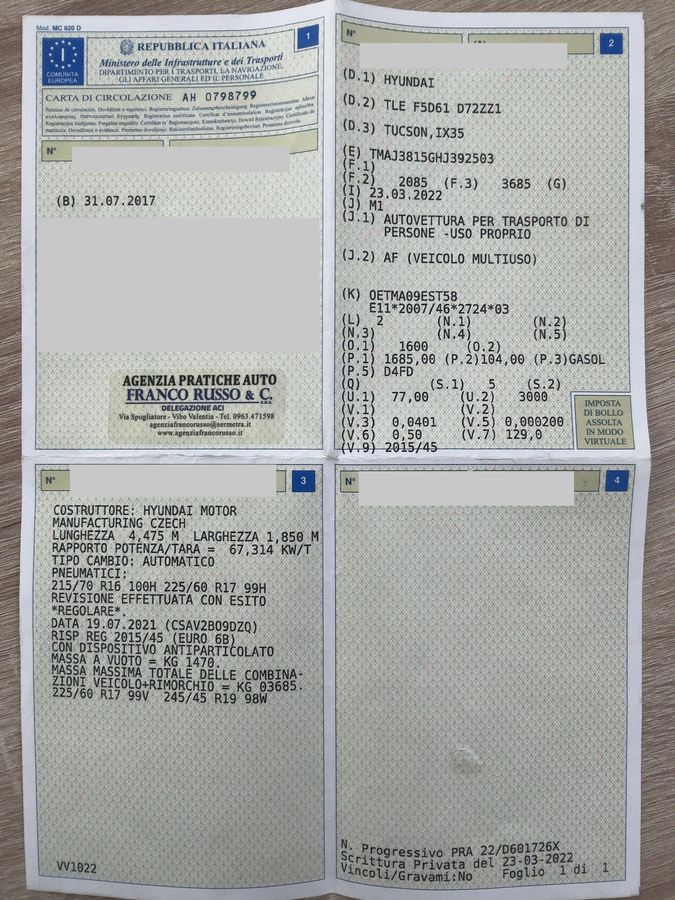 Mod. MC 820 D
1
I
COMUNITÀ
EUROPEA
REPUBBLICA ITALIANA
Ministero delle Infrastrutture e dei Trasporti
DIPARTIMENTO PER I TRASPORTI, LA NAVIGAZIONE,
GLI AFFARI GENERALI ED IL PERSONALE
CARTA DI CIRCOLAZIONE AH 0798799
N°
(B) 31.07.2017
AGENZIA PRATICHE AUTO
FRANCO RUSSO & C.
DELEGAZIONE ACI
Via Spogliatore - Vibo Valentia - Tel. 0963.471598
agenziafrancorusso@sermetra.it
www.agenziafrancorusso.it
N°
2
(D.1) HYUNDAI
(D.2) TLE F5D61 D72ZZ1
(D.3) TUCSON,IX35
(E) TMAJ3815GHJ392503
(F.1)
(F.2) 2085 (F.3) 3685 (G)
(I) 23.03.2022
(J) M1
(J.1) AUTOVETTURA PER TRASPORTO DI
PERSONE -USO PROPRIO
(J.2) AF (VEICOLO MULTIUSO)
(K) OETMA09EST58
E11*2007/46*2724*03
(L) 2 (N.1) (N.2)
(N.3) (N.4) (N.5)
(O.1) 1600 (O.2)
(P.1) 1685,00 (P.2)104,00 (P.3)GASOL
(P.5) D4FD
(Q) (S.1) 5 (S.2)
(U.1) 77,00 (U.2) 3000
(V.1) (V.2)
(V.3) 0,0401 (V.5) 0,000200
(V.6) 0,50 (V.7) 129,0
(V.9) 2015/45
IMPOSTA
DI BOLLO
ASSOLTA
IN MODO
VIRTUALE
N°
3
COSTRUTTORE: HYUNDAI MOTOR
MANUFACTURING CZECH
LUNGHEZZA 4,475 M LARGHEZZA 1,850 M
RAPPORTO POTENZA/TARA = 67,314 KW/T
TIPO CAMBIO: AUTOMATICO
PNEUMATICI:
215/70 R16 100H 225/60 R17 99H
REVISIONE EFFETTUATA CON ESITO
*REGOLARE*.
DATA 19.07.2021 (CSAV2BO9DZQ)
RISP REG 2015/45 (EURO 6B)
CON DISPOSITIVO ANTIPARTICOLATO
MASSA A VUOTO = KG 1470.
MASSA MASSIMA TOTALE DELLE COMBINA-
ZIONI VEICOLO+RIMORCHIO = KG 03685.
225/60 R17 99V 245/45 R19 98W
VV1022
N°
4
N. Progressivo PRA 22/D601726X
Scrittura Privata del 23-03-2022
Vincoli/Gravami:No Foglio 1 di 1